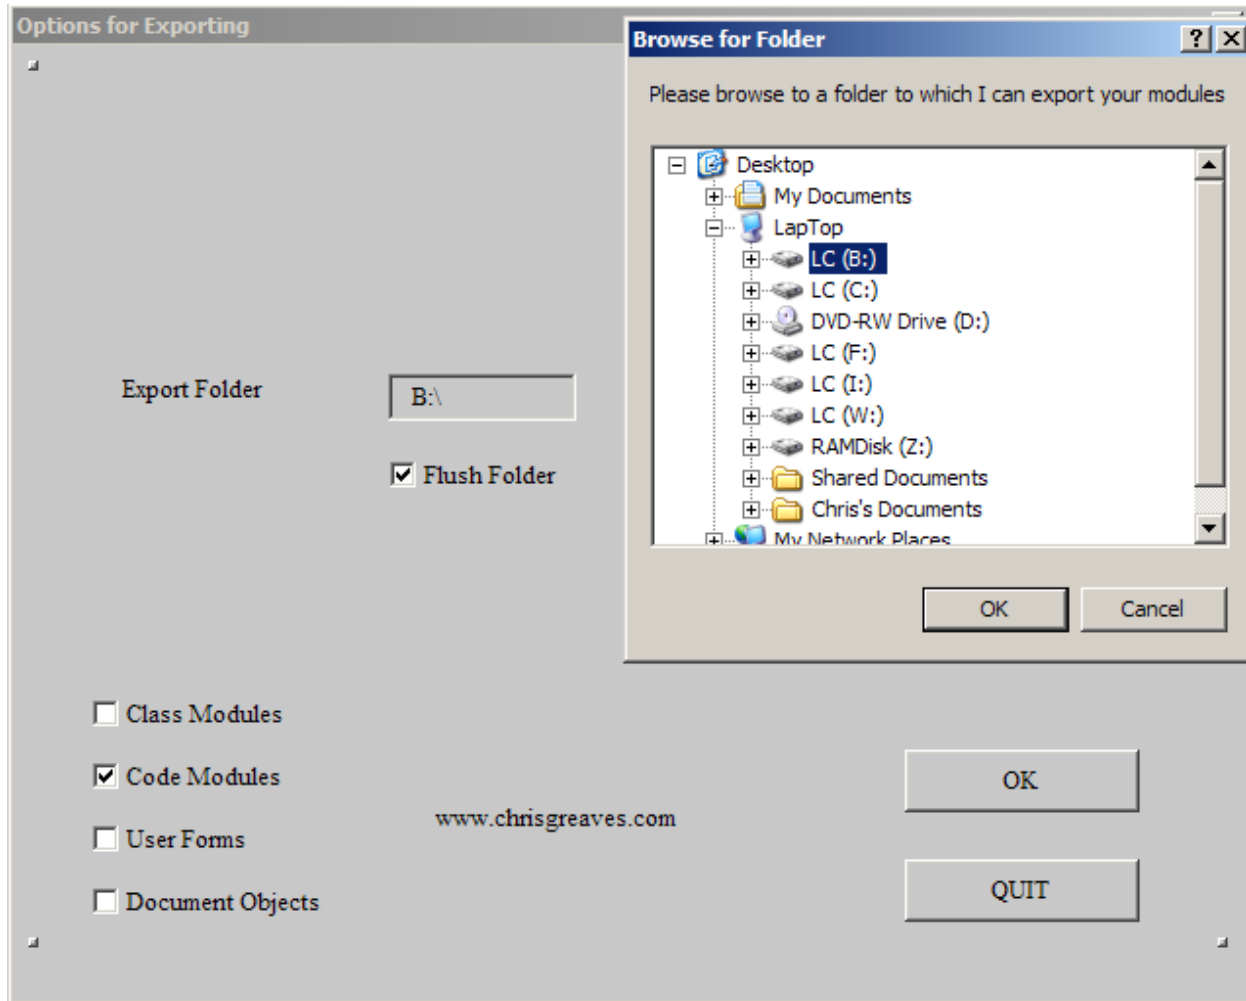 Options for Exporting
Browse for Folder
Please browse to a folder to which I can export your modules
Desktop
My Documents
LapTop
LC (B:)
LC (C:)
DVD-RW Drive (D:)
LC (F:)
LC (I:)
LC (W:)
RAMDisk (Z:)
Shared Documents
Chris's Documents
My Network Places
OK Cancel
Export Folder B:\
Flush Folder
Class Modules
Code Modules
User Forms
Document Objects
www.chrisgreaves.com
OK
QUIT